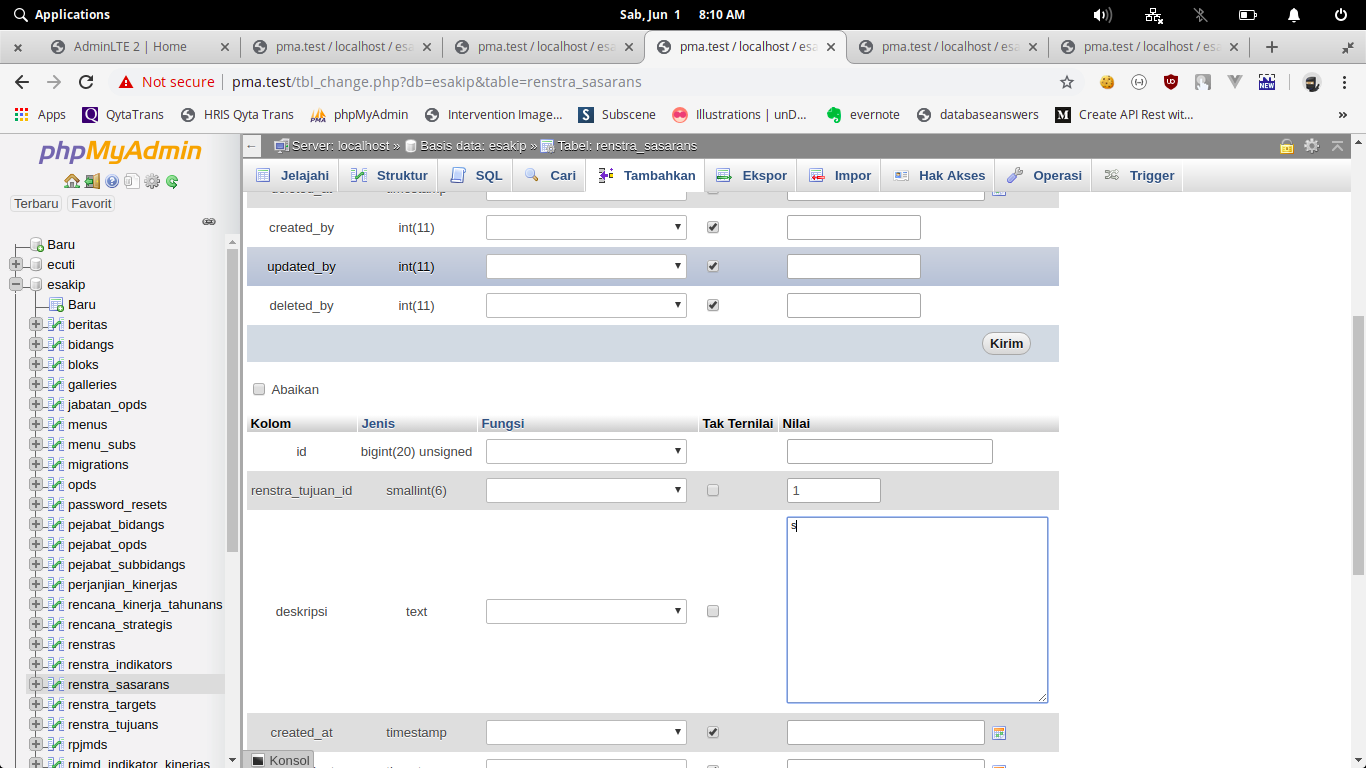 Applications
Sab, Jun 1 8:10 AM
AdminLTE 2 | Home
pma.test / localhost / esa
pma.test / localhost / esa
pma.test / localhost / esa
pma.test / localhost / esa
pma.test / localhost / esa
Not secure
pma.test/tbl_change.php?db=esakip&table=renstra_sasarans
Apps
QytaTrans
HRIS Qyta Trans
phpMyAdmin
Intervention Image...
Subscene
Illustrations | unD...
evernote
databaseanswers
Create API Rest wit...
»
phpMyAdmin
Terbaru
Favorit
Baru
ecuti
esakip
Baru
beritas
bidangs
bloks
galleries
jabatan_opds
menus
menu_subs
migrations
opds
password_resets
pejabat_bidangs
pejabat_opds
pejabat_subbidangs
perjanjian_kinerjas
rencana_kinerja_tahunans
rencana_strategis
renstras
renstra_indikators
renstra_sasarans
renstra_targets
renstra_tujuans
rpjmds
rpjmd_indikator_kinerjas
Server: localhost » Basis data: esakip » Tabel: renstra_sasarans
Jelajahi
Struktur
SQL
Cari
Tambahkan
Ekspor
Impor
Hak Akses
Operasi
Trigger
deleted_at timestamp
created_by int(11)
updated_by int(11)
deleted_by int(11)
Kirim
Abaikan
Kolom Jenis Fungsi Tak Ternilai Nilai
id bigint(20) unsigned
renstra_tujuan_id smallint(6) 1
deskripsi text s
created_at timestamp
Konsol